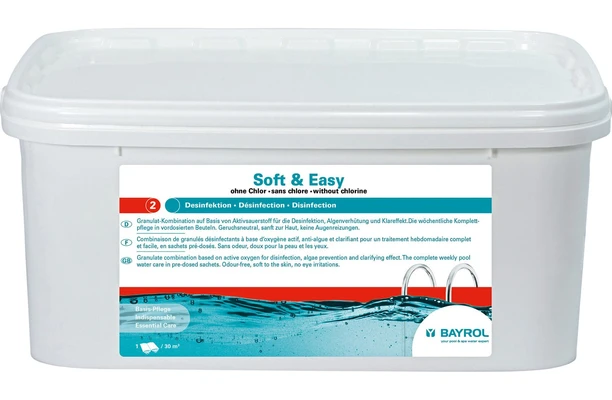 Soft & Easy
ohne Chlor • sans chlore • without chlorine
2 Desinfektion • Désinfection • Disinfection
D Granulat-Kombination auf Basis von Aktivsauerstoff für die Desinfektion, Algenverhütung und Klareffekt.Die wöchentliche Komplett-
pflege in vordosierten Beuteln. Geruchsneutral, sanft zur Haut, keine Augenreizungen.
F Combinaison de granulés désinfectants à base d'oxygène actif, anti-algue et clarifiant pour un traitement hebdomadaire complet
et facile, en sachets pré-dosés. Sans odeur, doux pour la peau et les yeux.
GB Granulate combination based on active oxygen for disinfection, algae prevention and clarifying effect.The complete weekly pool
water care in pre-dosed sachets. Odour-free, soft to the skin, no eye irritations.
Basis-Pflege
Indispensable
Essential Care
1 / 30 m³
BAYROL
your pool & spa water expert